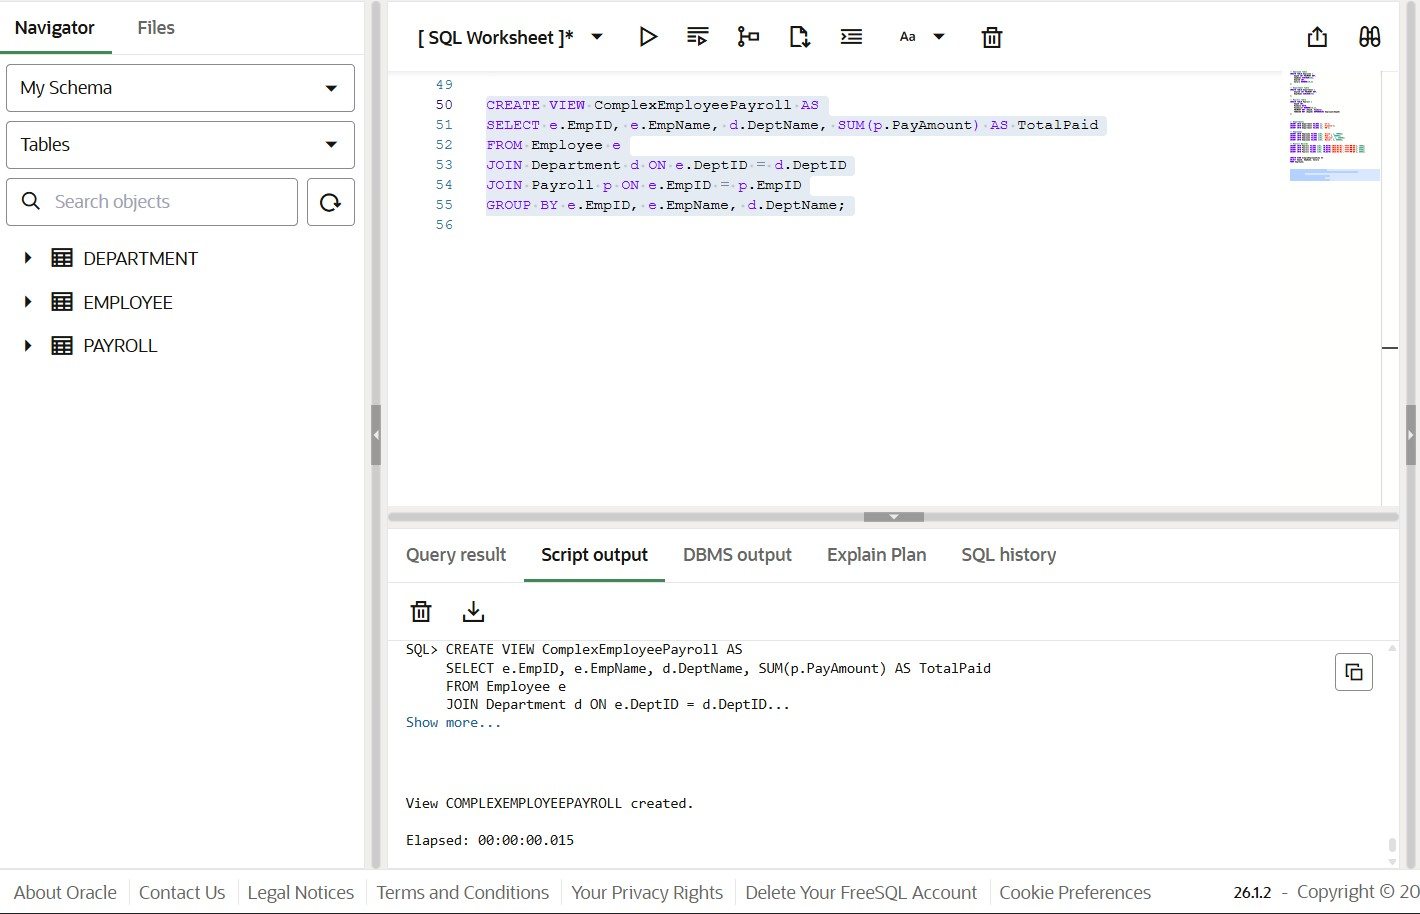 Navigator Files
My Schema
Tables
Search objects
DEPARTMENT
EMPLOYEE
PAYROLL
[ SQL Worksheet ]* Aa
49
50 CREATE VIEW ComplexEmployeePayroll AS
51 SELECT e.EmpID, e.EmpName, d.DeptName, SUM(p.PayAmount) AS TotalPaid
52 FROM Employee e
53 JOIN Department d ON e.DeptID = d.DeptID
54 JOIN Payroll p ON e.EmpID = p.EmpID
55 GROUP BY e.EmpID, e.EmpName, d.DeptName;
56
Query result Script output DBMS output Explain Plan SQL history
SQL> CREATE VIEW ComplexEmployeePayroll AS
SELECT e.EmpID, e.EmpName, d.DeptName, SUM(p.PayAmount) AS TotalPaid
FROM Employee e
JOIN Department d ON e.DeptID = d.DeptID...
Show more...
View COMPLEXEMPLOYEEPAYROLL created.
Elapsed: 00:00:00.015
About Oracle Contact Us Legal Notices Terms and Conditions Your Privacy Rights Delete Your FreeSQL Account Cookie Preferences 26.1.2 - Copyright © 20